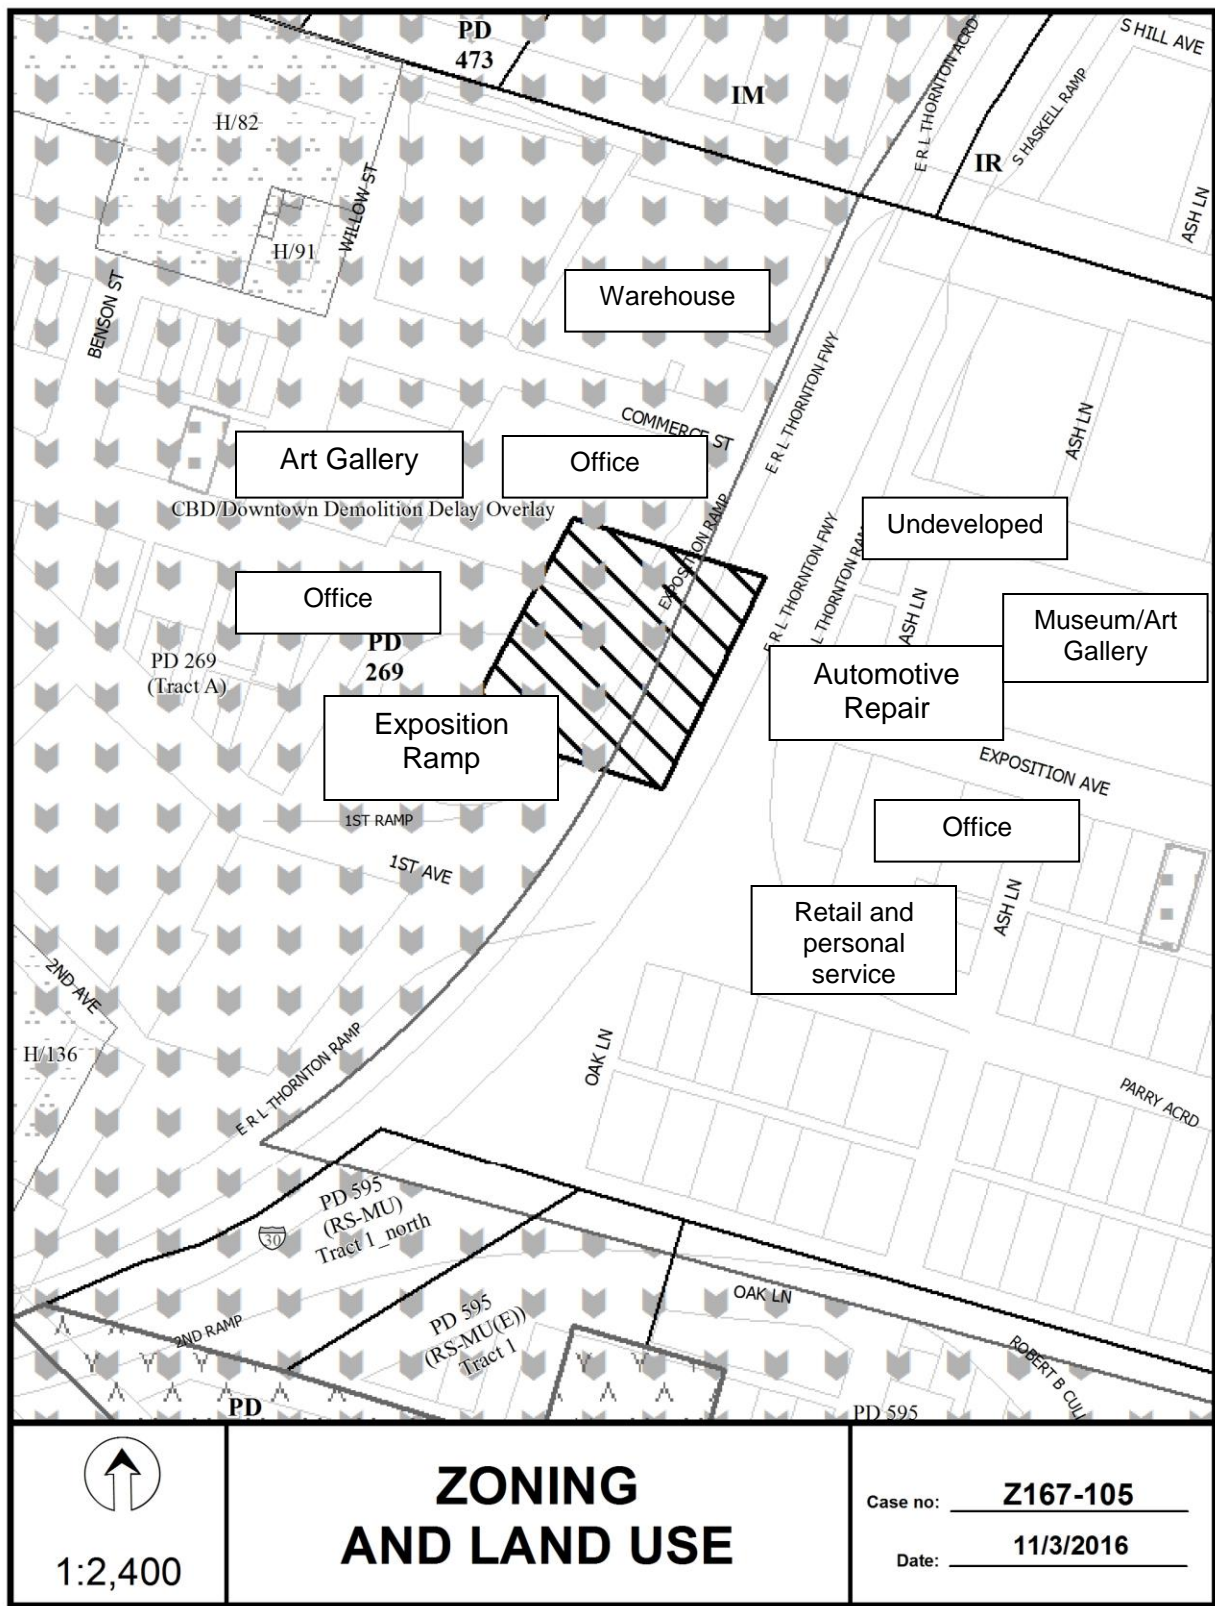 PD
473
S HILL AVE
E R L THORNTON ACRD
IM
S HASKELL RAMP
H/82
IR
WILLOW ST
ASH LN
H/91
BENSON ST
Warehouse
E R L THORNTON FWY
COMMERCE ST
ASH LN
Art Gallery
Office
CBD/Downtown Demolition Delay Overlay
EXPOSITION RAMP
Undeveloped
E R L THORNTON FWY
L THORNTON RAM
ASH LN
Office
Museum/Art
Gallery
PD
269
PD 269
(Tract A)
Automotive
Repair
Exposition
Ramp
EXPOSITION AVE
1ST RAMP
Office
1ST AVE
ASH LN
Retail and
personal
service
2ND AVE
H/136
E R L THORNTON RAMP
OAK LN
PARRY ACRD
PD 595
(RS-MU)
Tract 1_north
30
OAK LN
PD 595
(RS-MU(E))
Tract 1
2ND RAMP
ROBERT B CULL
PD
PD 595
1:2,400
ZONING
AND LAND USE
Case no: Z167-105
Date: 11/3/2016